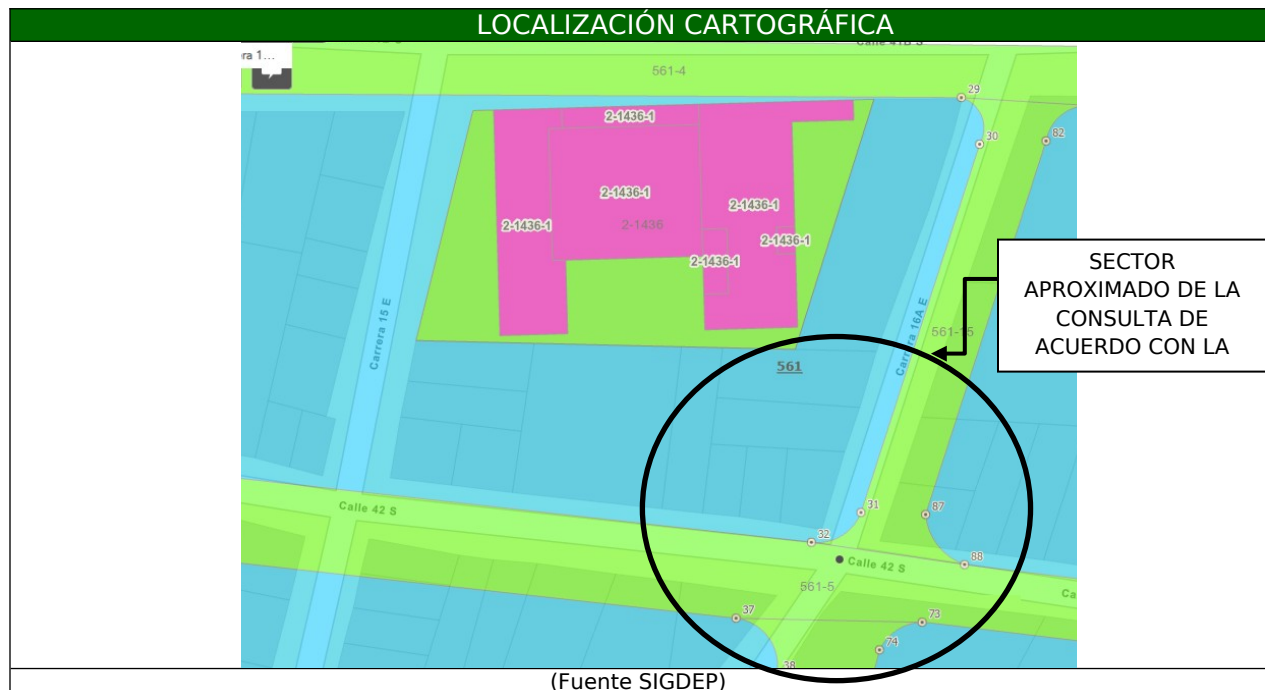 LOCALIZACIÓN CARTOGRÁFICA
ra 1...
Calle 41B S
561-4
29
30
82
2-1436-1
2-1436-1
2-1436-1
2-1436-1
2-1436
2-1436-1
2-1436-1
SECTOR
APROXIMADO DE LA
CONSULTA DE
ACUERDO CON LA
Carrera 15 E
Carrera 16A E
561-15
561
Calle 42 S
31
87
32
88
Calle 42 S
561-5
Ca
37
73
74
38
(Fuente SIGDEP)